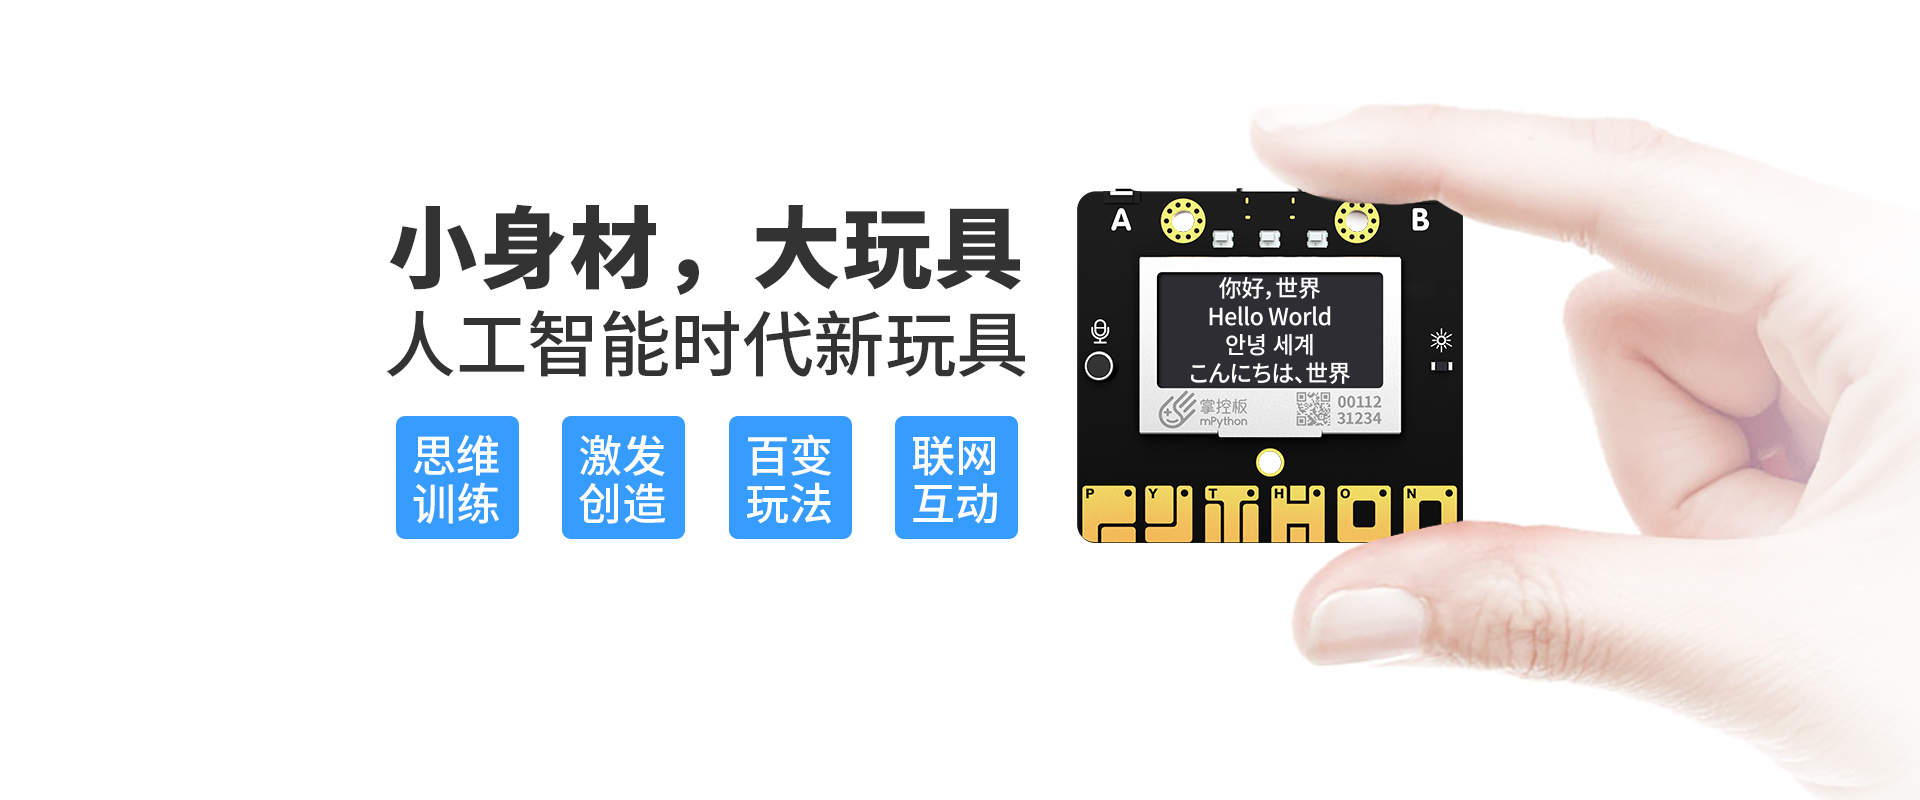 小身材，大玩具
人工智能时代新玩具
思维
训练
激发
创造
百变
玩法
联网
互动
A
B
你好，世界
Hello World
안녕 세계
こんにちは、世界
掌控板
mPython
00112
31234
P Y T H O N
PYTHON